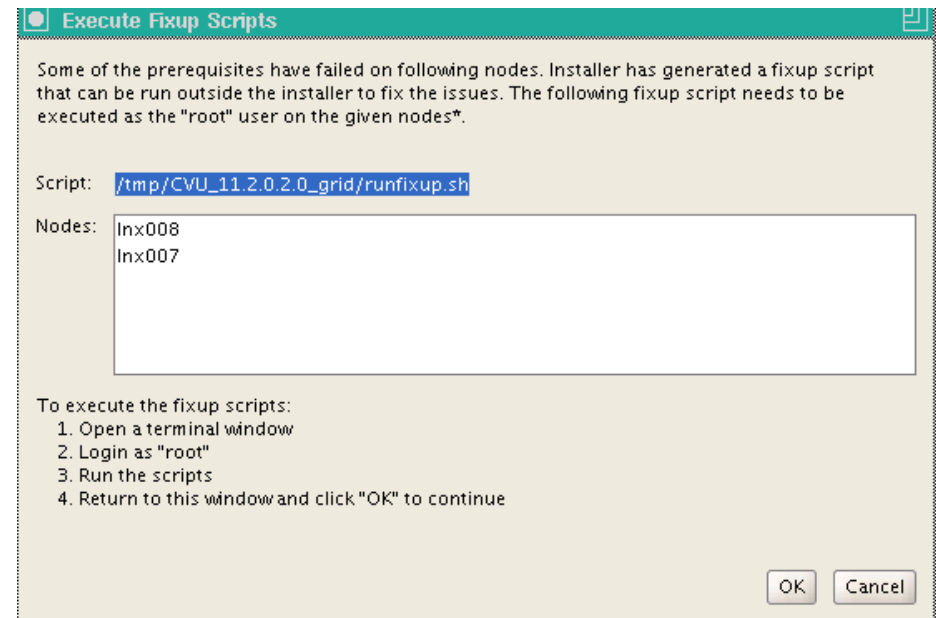 Execute Fixup Scripts
Some of the prerequisites have failed on following nodes. Installer has generated a fixup script
that can be run outside the installer to fix the issues. The following fixup script needs to be
executed as the "root" user on the given nodes*.
Script: /tmp/CVU_11.2.0.2.0_grid/runfixup.sh
Nodes: lnx008
lnx007
To execute the fixup scripts:
1. Open a terminal window
2. Login as "root"
3. Run the scripts
4. Return to this window and click "OK" to continue
OK Cancel